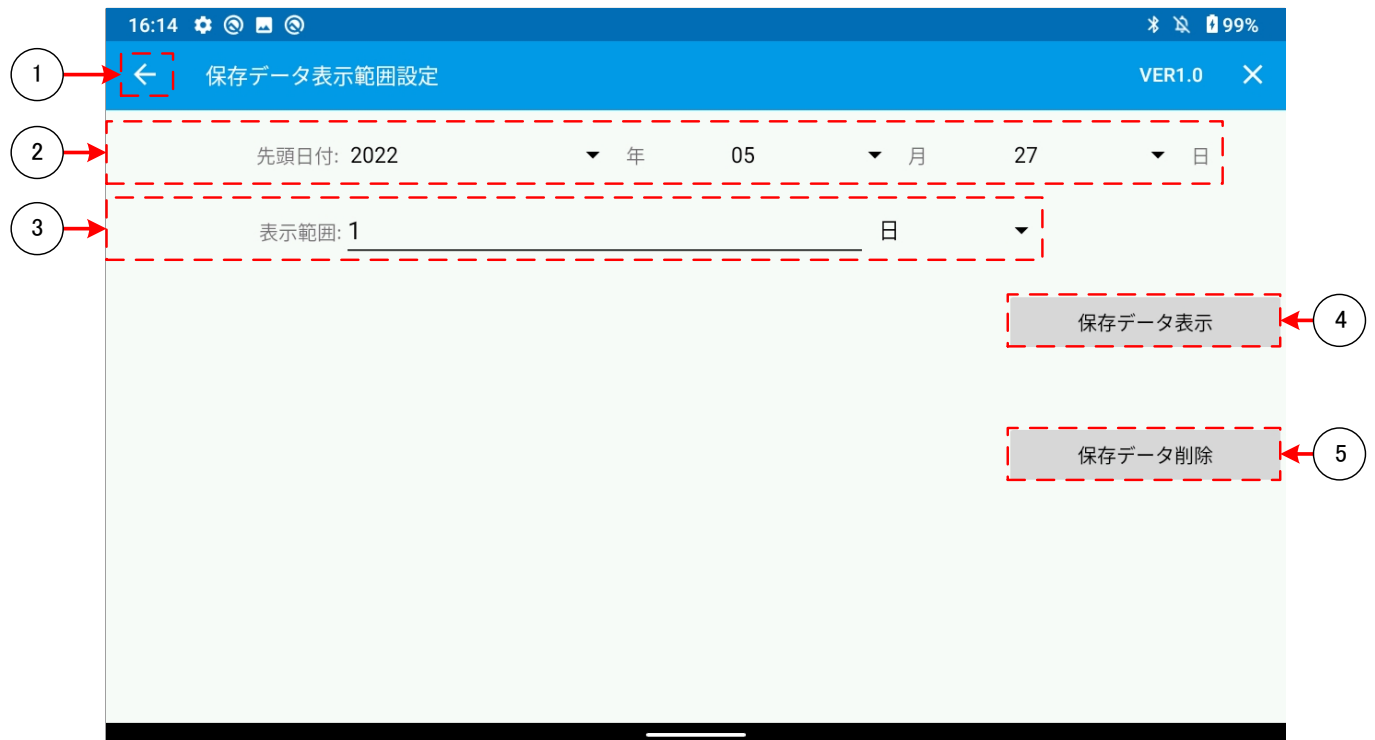 16:14 99%
1 保存データ表示範囲設定 VER1.0
2 先頭日付: 2022 年 05 月 27 日
3 表示範囲: 1 日
保存データ表示 4
保存データ削除 5